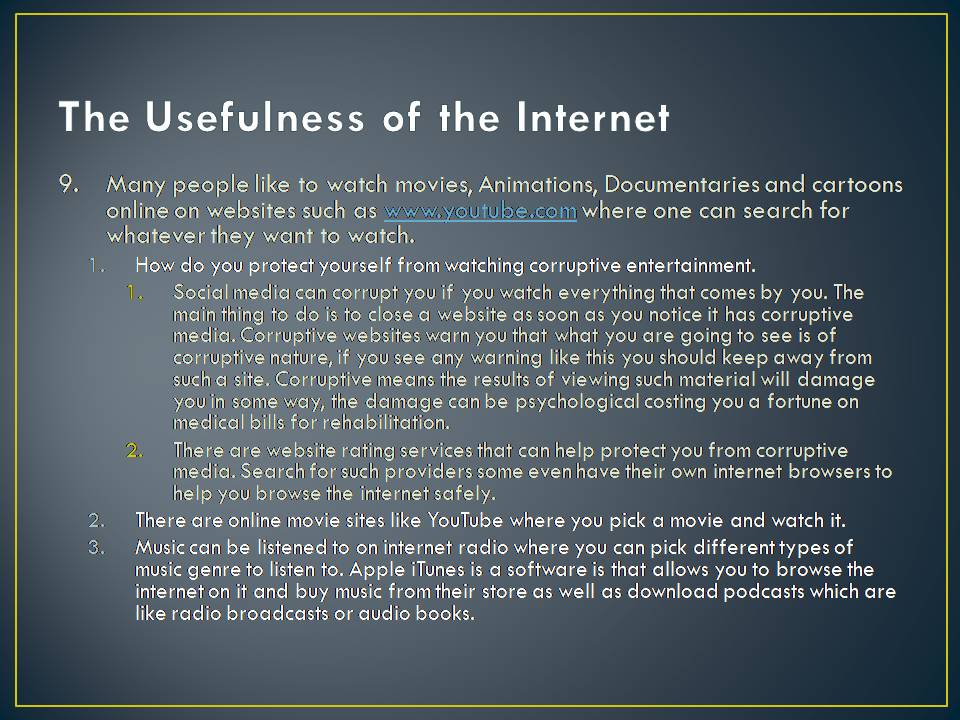 The Usefulness of the Internet
9. Many people like to watch movies, Animations, Documentaries and cartoons
online on websites such as www.youtube.com where one can search for
whatever they want to watch.
1. How do you protect yourself from watching corruptive entertainment.
1. Social media can corrupt you if you watch everything that comes by you. The
main thing to do is to close a website as soon as you notice it has corruptive
media. Corruptive websites warn you that what you are going to see is of
corruptive nature, if you see any warning like this you should keep away from
such a site. Corruptive means the results of viewing such material will damage
you in some way, the damage can be psychological costing you a fortune on
medical bills for rehabilitation.
2. There are website rating services that can help protect you from corruptive
media. Search for such providers some even have their own internet browsers to
help you browse the internet safely.
2. There are online movie sites like YouTube where you pick a movie and watch it.
3. Music can be listened to on internet radio where you can pick different types of
music genre to listen to. Apple iTunes is a software is that allows you to browse the
internet on it and buy music from their store as well as download podcasts which are
like radio broadcasts or audio books.